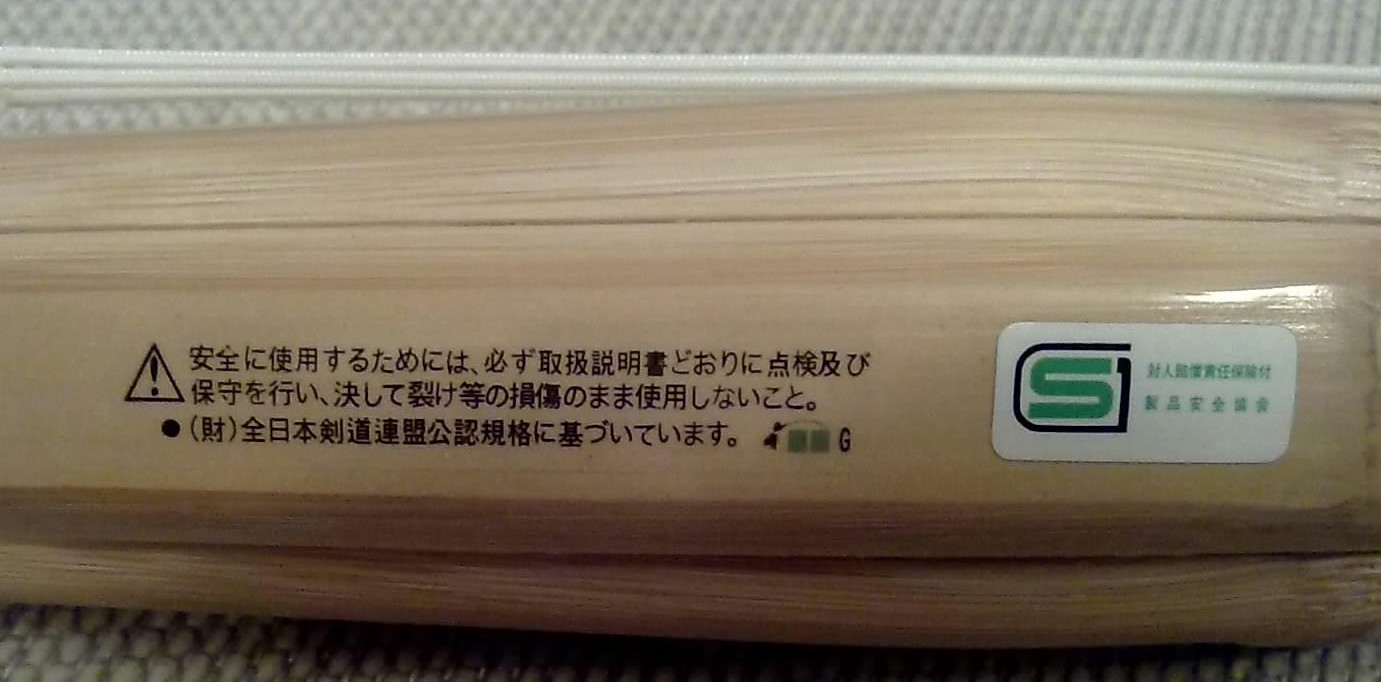 安全に使用するためには、必ず取扱説明書どおりに点検及び
保守を行い、決して裂け等の損傷のまま使用しないこと。
●(財)全日本剣道連盟公認規格に基づいています。 G
SG
対人賠償責任保険付
製品安全協会